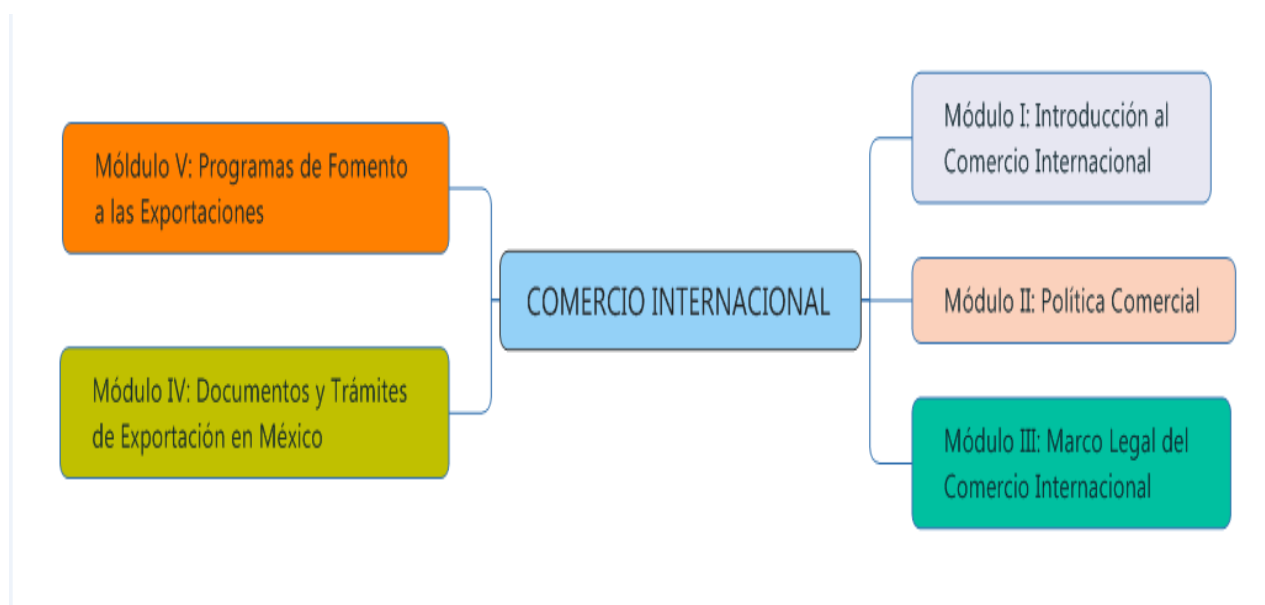 COMERCIO INTERNACIONAL
Módulo I: Introducción al
Comercio Internacional
Módulo II: Política Comercial
Módulo III: Marco Legal del
Comercio Internacional
Módulo IV: Documentos y Trámites
de Exportación en México
Móldulo V: Programas de Fomento
a las Exportaciones